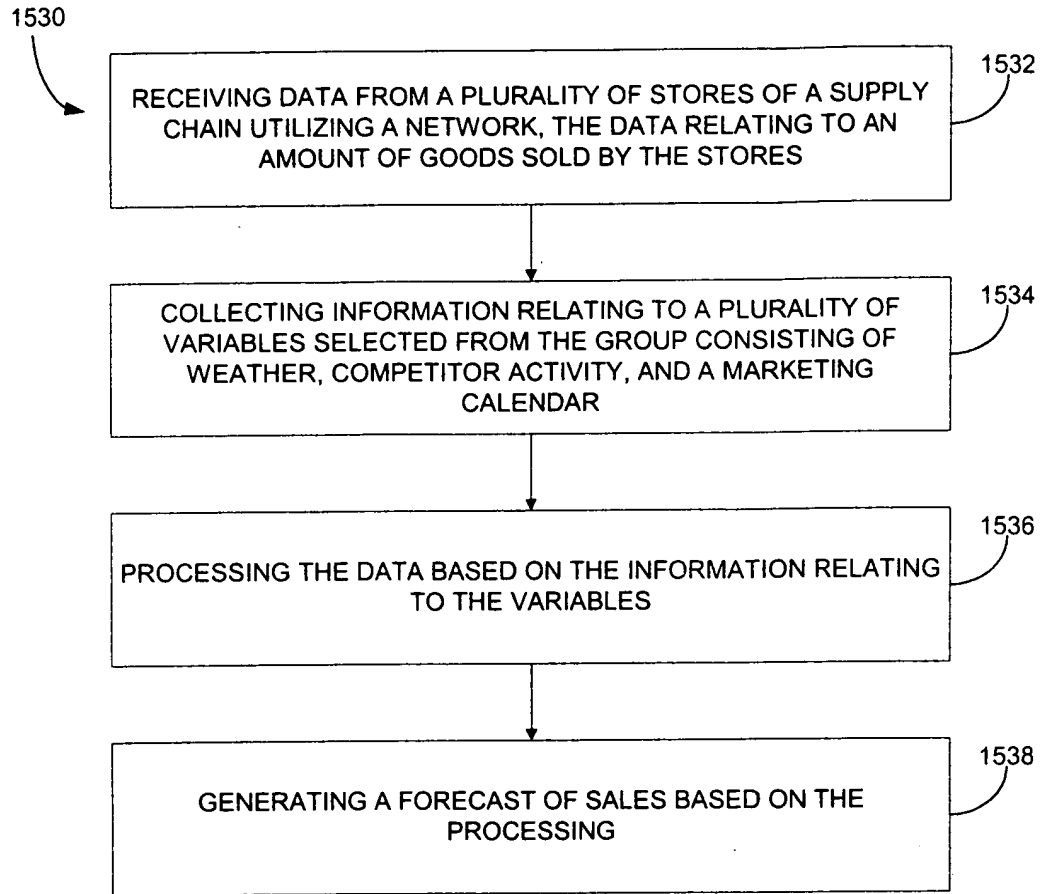 1530
1532
RECEIVING DATA FROM A PLURALITY OF STORES OF A SUPPLY
CHAIN UTILIZING A NETWORK, THE DATA RELATING TO AN
AMOUNT OF GOODS SOLD BY THE STORES
1534
COLLECTING INFORMATION RELATING TO A PLURALITY OF
VARIABLES SELECTED FROM THE GROUP CONSISTING OF
WEATHER, COMPETITOR ACTIVITY, AND A MARKETING
CALENDAR
1536
PROCESSING THE DATA BASED ON THE INFORMATION RELATING
TO THE VARIABLES
1538
GENERATING A FORECAST OF SALES BASED ON THE
PROCESSING